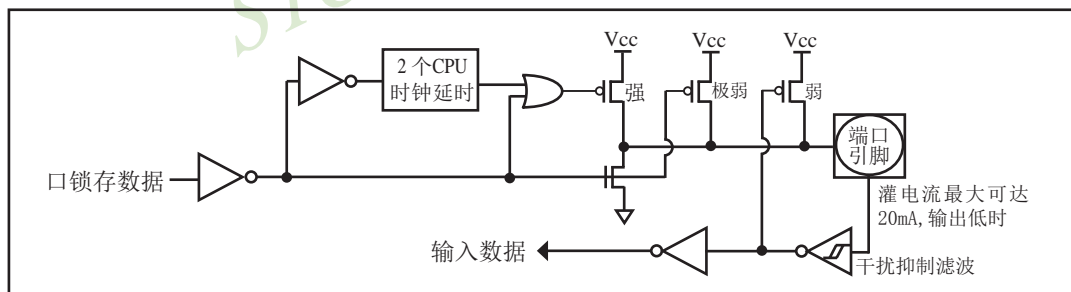 Vcc
Vcc
Vcc
2个CPU
时钟延时
强
极弱
弱
端口
引脚
口锁存数据
灌电流最大可达
20mA,输出低时
输入数据
干扰抑制滤波